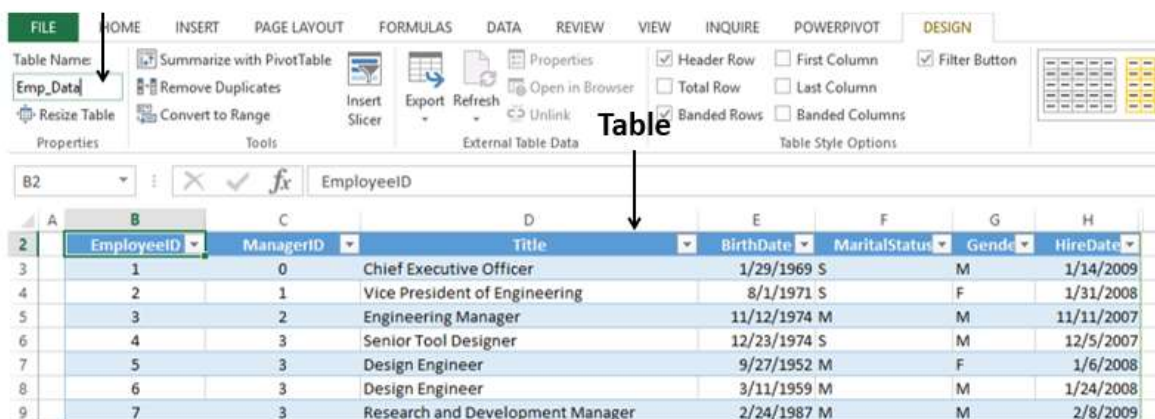 FILE HOME INSERT PAGE LAYOUT FORMULAS DATA REVIEW VIEW INQUIRE POWERPIVOT DESIGN
Table Name:
Emp_Data
Resize Table
Properties
Summarize with PivotTable
Remove Duplicates
Convert to Range
Insert
Slicer
Tools
Export Refresh
Properties
Open in Browser
Unlink
External Table Data
Header Row First Column Filter Button
Total Row Last Column
Banded Rows Banded Columns
Table Style Options
Table
B2 fx EmployeeID
A B C D E F G H
2 EmployeeID ManagerID Title BirthDate MaritalStatus Gende HireDate
3 1 0 Chief Executive Officer 1/29/1969 S M 1/14/2009
4 2 1 Vice President of Engineering 8/1/1971 S F 1/31/2008
5 3 2 Engineering Manager 11/12/1974 M M 11/11/2007
6 4 3 Senior Tool Designer 12/23/1974 S M 12/5/2007
7 5 3 Design Engineer 9/27/1952 M F 1/6/2008
8 6 3 Design Engineer 3/11/1959 M M 1/24/2008
9 7 3 Research and Development Manager 2/24/1987 M M 2/8/2009